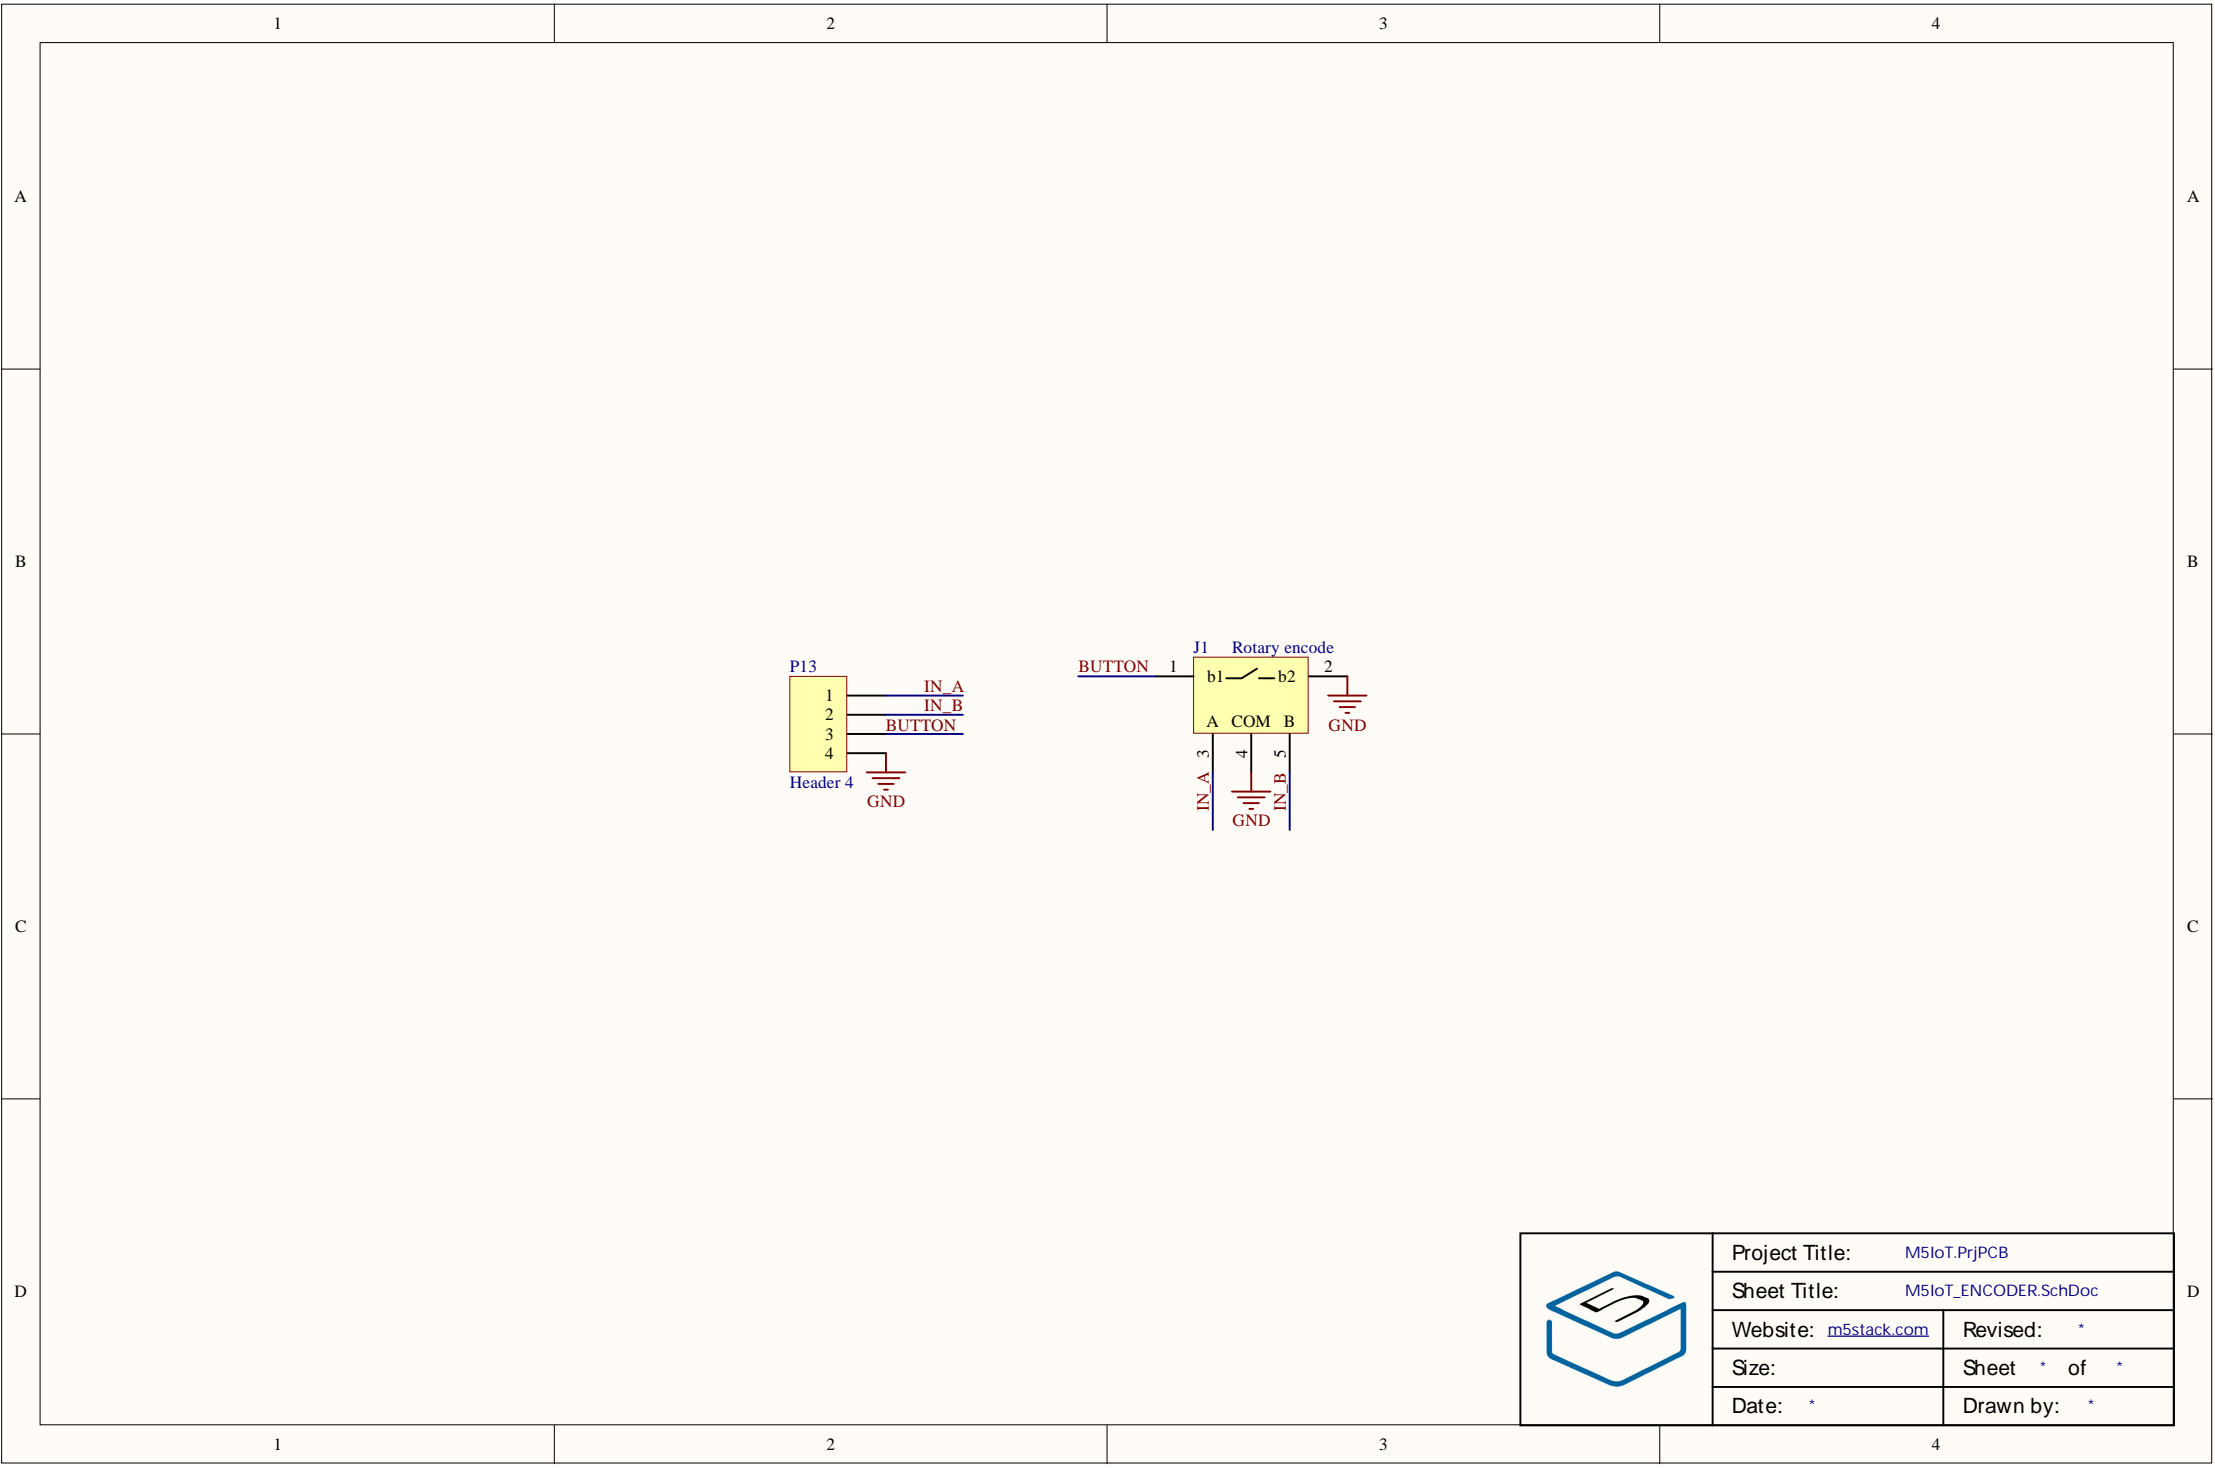 1 2 3 4
A A
B B
J1 Rotary encode
P13
BUTTON 1 b1 b2 2
GND
1 IN_A
2 IN_B
3 BUTTON
4
GND
Header 4
A COM B
3 4 5
IN_A GND IN_B
C C
D D
5
Project Title: M5IoT.PrjPCB
Sheet Title: M5IoT_ENCODER.SchDoc
Website: m5stack.com Revised: *
Size: Sheet * of *
Date: * Drawn by: *
1 2 3 4